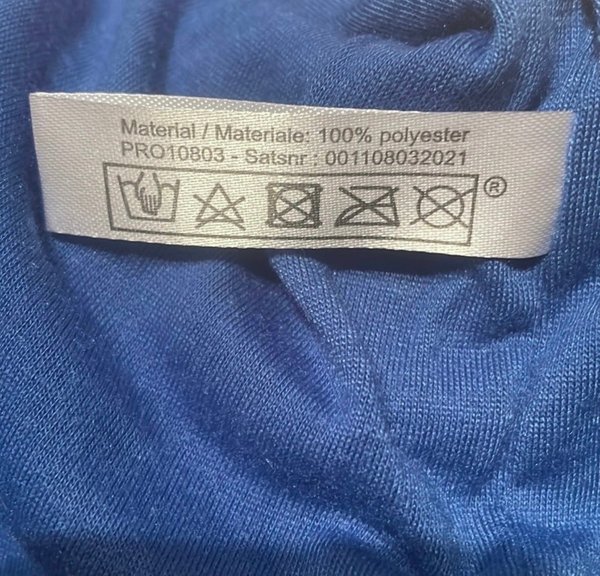 Material / Materiale: 100% polyester
PRO10803 - Satsnr.: 001108032021
®